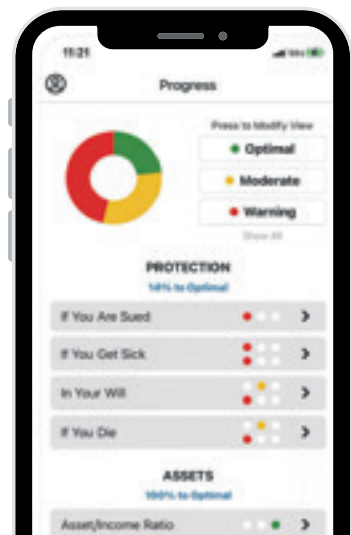 11:21
Progress
Press to Modify View
Optimal
Moderate
Warning
Show All
PROTECTION
14% to Optimal
If You Are Sued
If You Get Sick
In Your Will
If You Die
ASSETS
100% to Optimal
Asset/Income Ratio